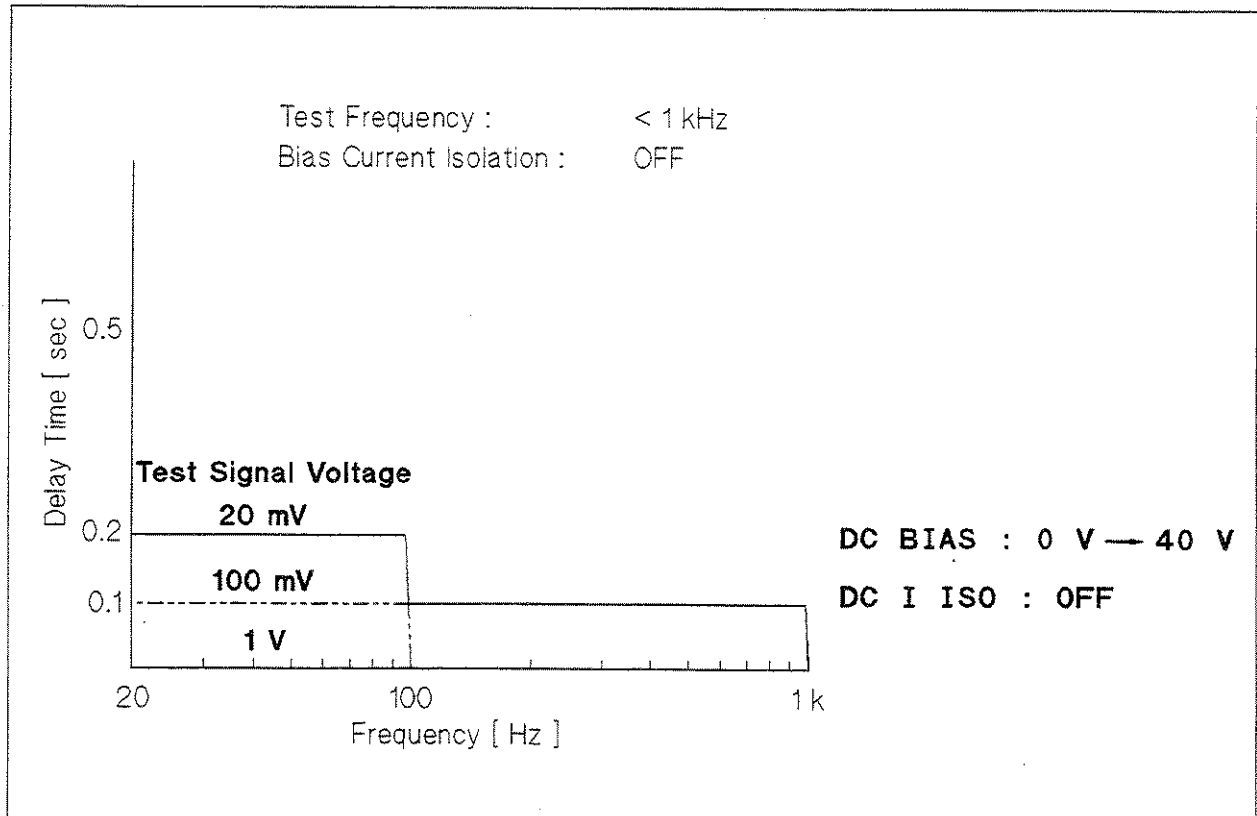 Test Frequency : < 1 kHz
Bias Current Isolation : OFF
Delay Time [ sec ]
0.5
0.2
0.1
Test Signal Voltage
20 mV
100 mV
1 V
DC BIAS : 0 V → 40 V
DC I ISO : OFF
20
100
1 k
Frequency [ Hz ]